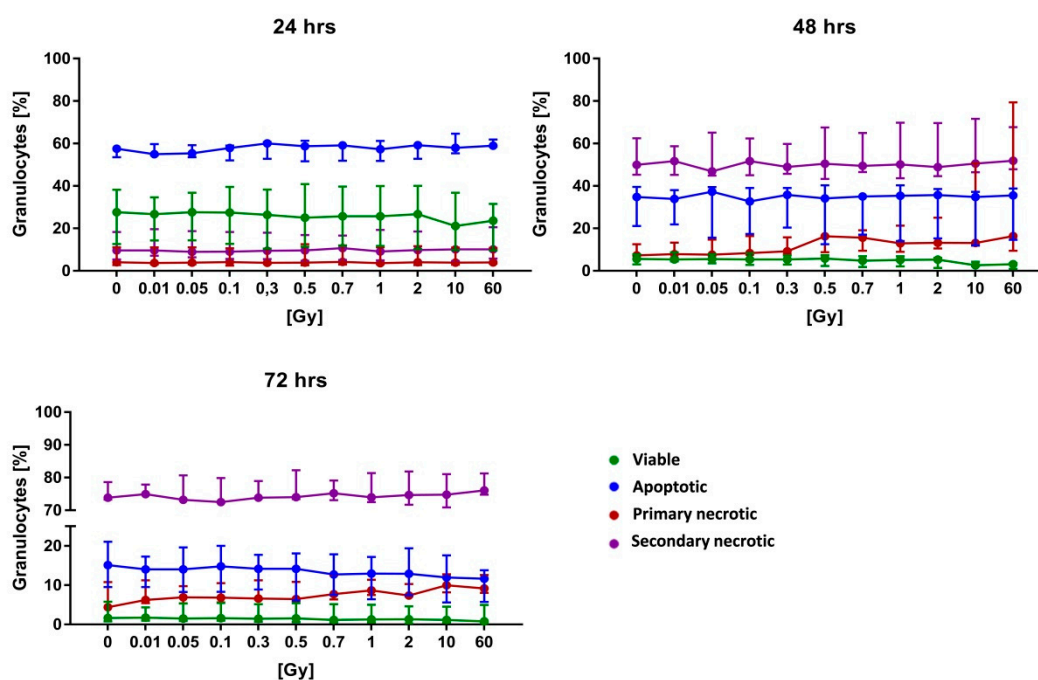 24 hrs
Granulocytes [%]
100
80
60
40
20
0
0 0.01 0.05 0.1 0,3 0.5 0.7 1 2 10 60
[Gy]
48 hrs
Granulocytes [%]
100
80
60
40
20
0
0 0.01 0.05 0.1 0.3 0.5 0.7 1 2 10 60
[Gy]
72 hrs
Granulocytes [%]
100
90
80
70
20
10
0
0 0.01 0.05 0.1 0.3 0.5 0.7 1 2 10 60
[Gy]
Viable
Apoptotic
Primary necrotic
Secondary necrotic